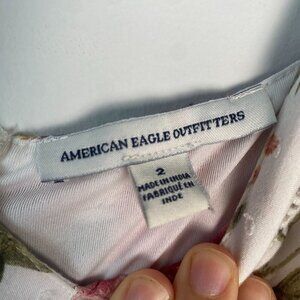 AMERICAN EAGLE OUTFITTERS
2
MADE IN INDIA
FABRIQUÉ EN
INDE